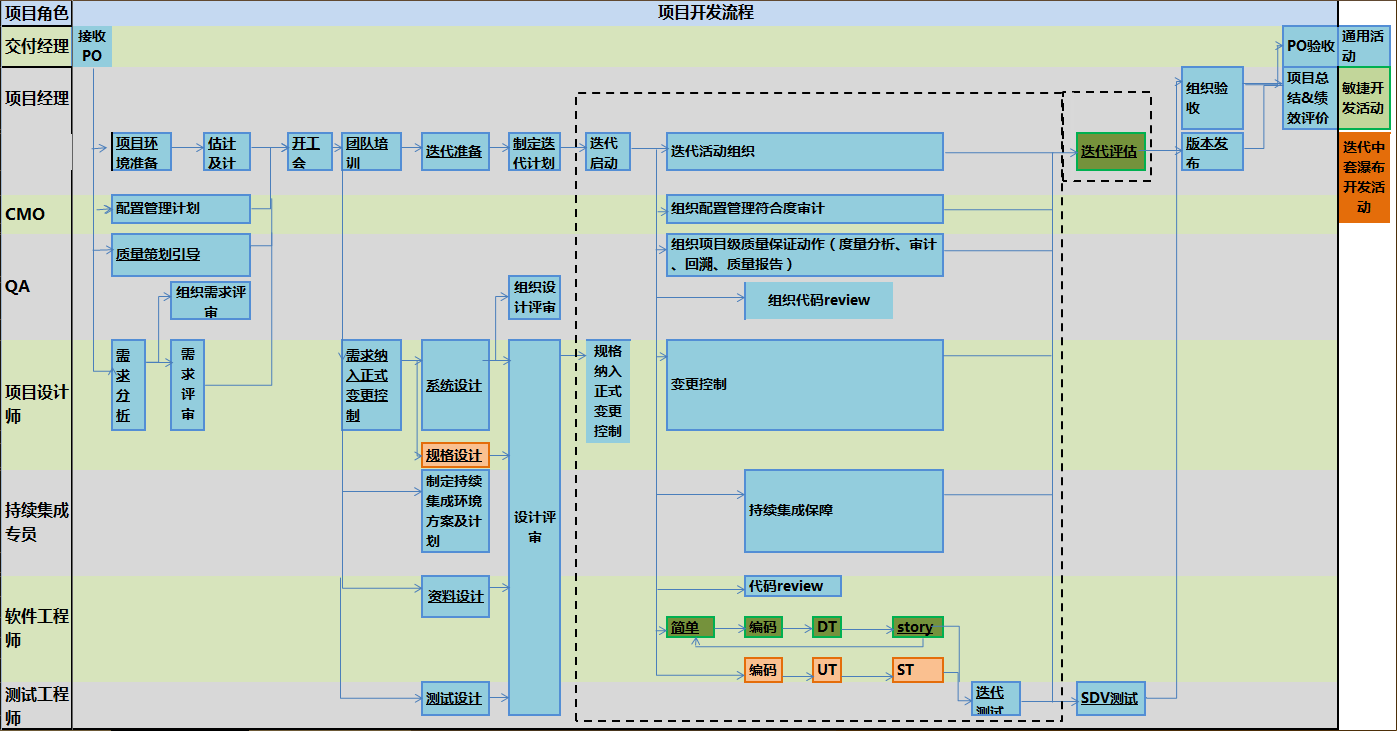 项目角色
项目开发流程
交付经理
接收
PO
PO验收
通用活
动
项目经理
组织验
收
项目总
结&绩
效评价
敏捷开
发活动
项目环
境准备
估计
及计
开工
会
团队培
训
迭代准备
制定迭
代计划
迭代
启动
迭代活动组织
迭代评估
版本发
布
迭代中
套瀑布
开发活
动
CMO
配置管理计划
组织配置管理符合度审计
QA
质量策划引导
组织项目级质量保证动作（度量分析、审计
、回溯、质量报告）
组织需求评
审
组织设
计评审
组织代码review
项目设计
师
需
求
分
析
需
求
评
审
需求纳
入正式
变更控
制
系统设计
规格设计
设计评
审
规格
纳入
正式
变更
控制
变更控制
持续集成
专员
制定持续
集成环境
方案及计
划
持续集成保障
软件工程
师
资料设计
代码review
简单
编码
DT
story
编码
UT
ST
测试工程
师
测试设计
迭代
测试
SDV测试